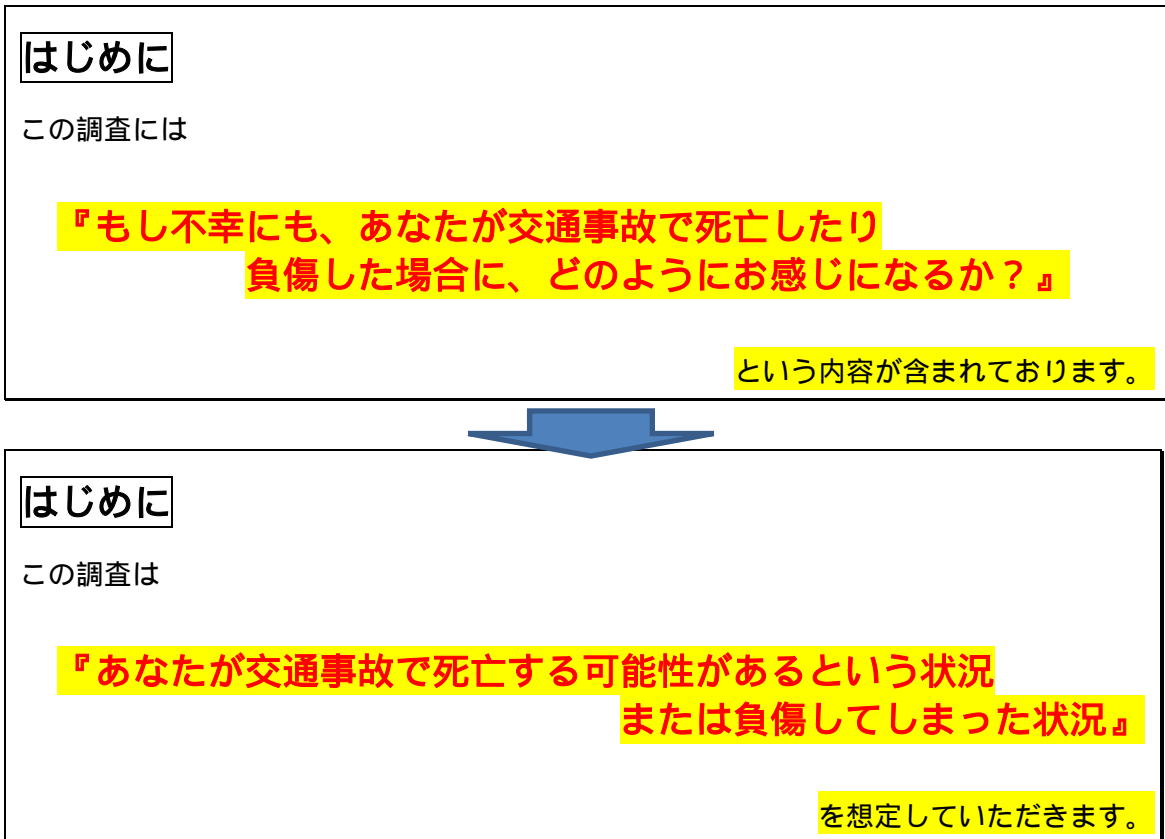 はじめに
この調査には
『もし不幸にも、あなたが交通事故で死亡したり
負傷した場合に、どのようにお感じになるか？』
という内容が含まれております。
はじめに
この調査は
『あなたが交通事故で死亡する可能性があるという状況
または負傷してしまった状況』
を想定していただきます。